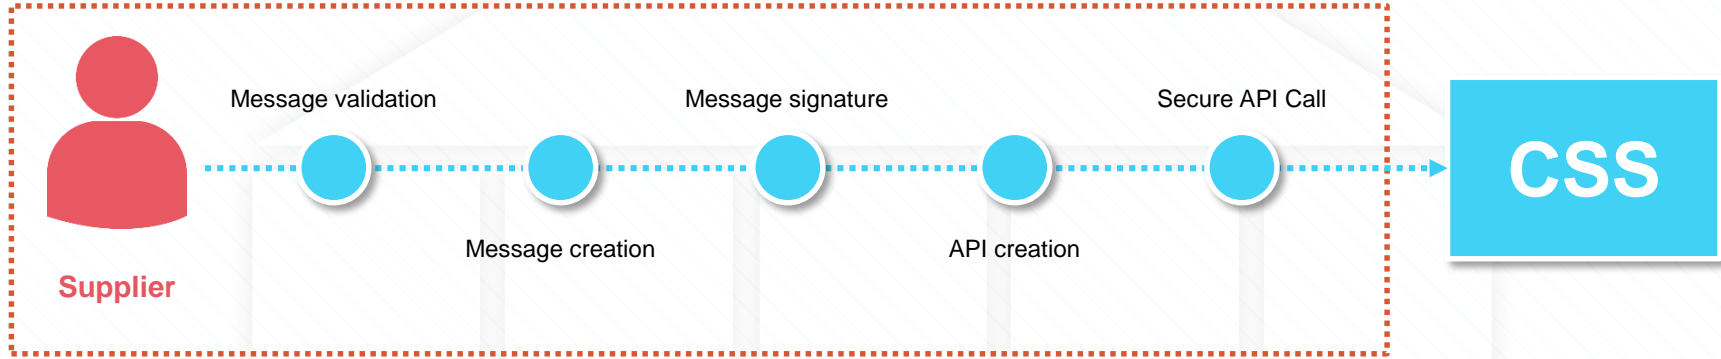 Message validation
Message signature
Secure API Call
CSS
Message creation
API creation
Supplier